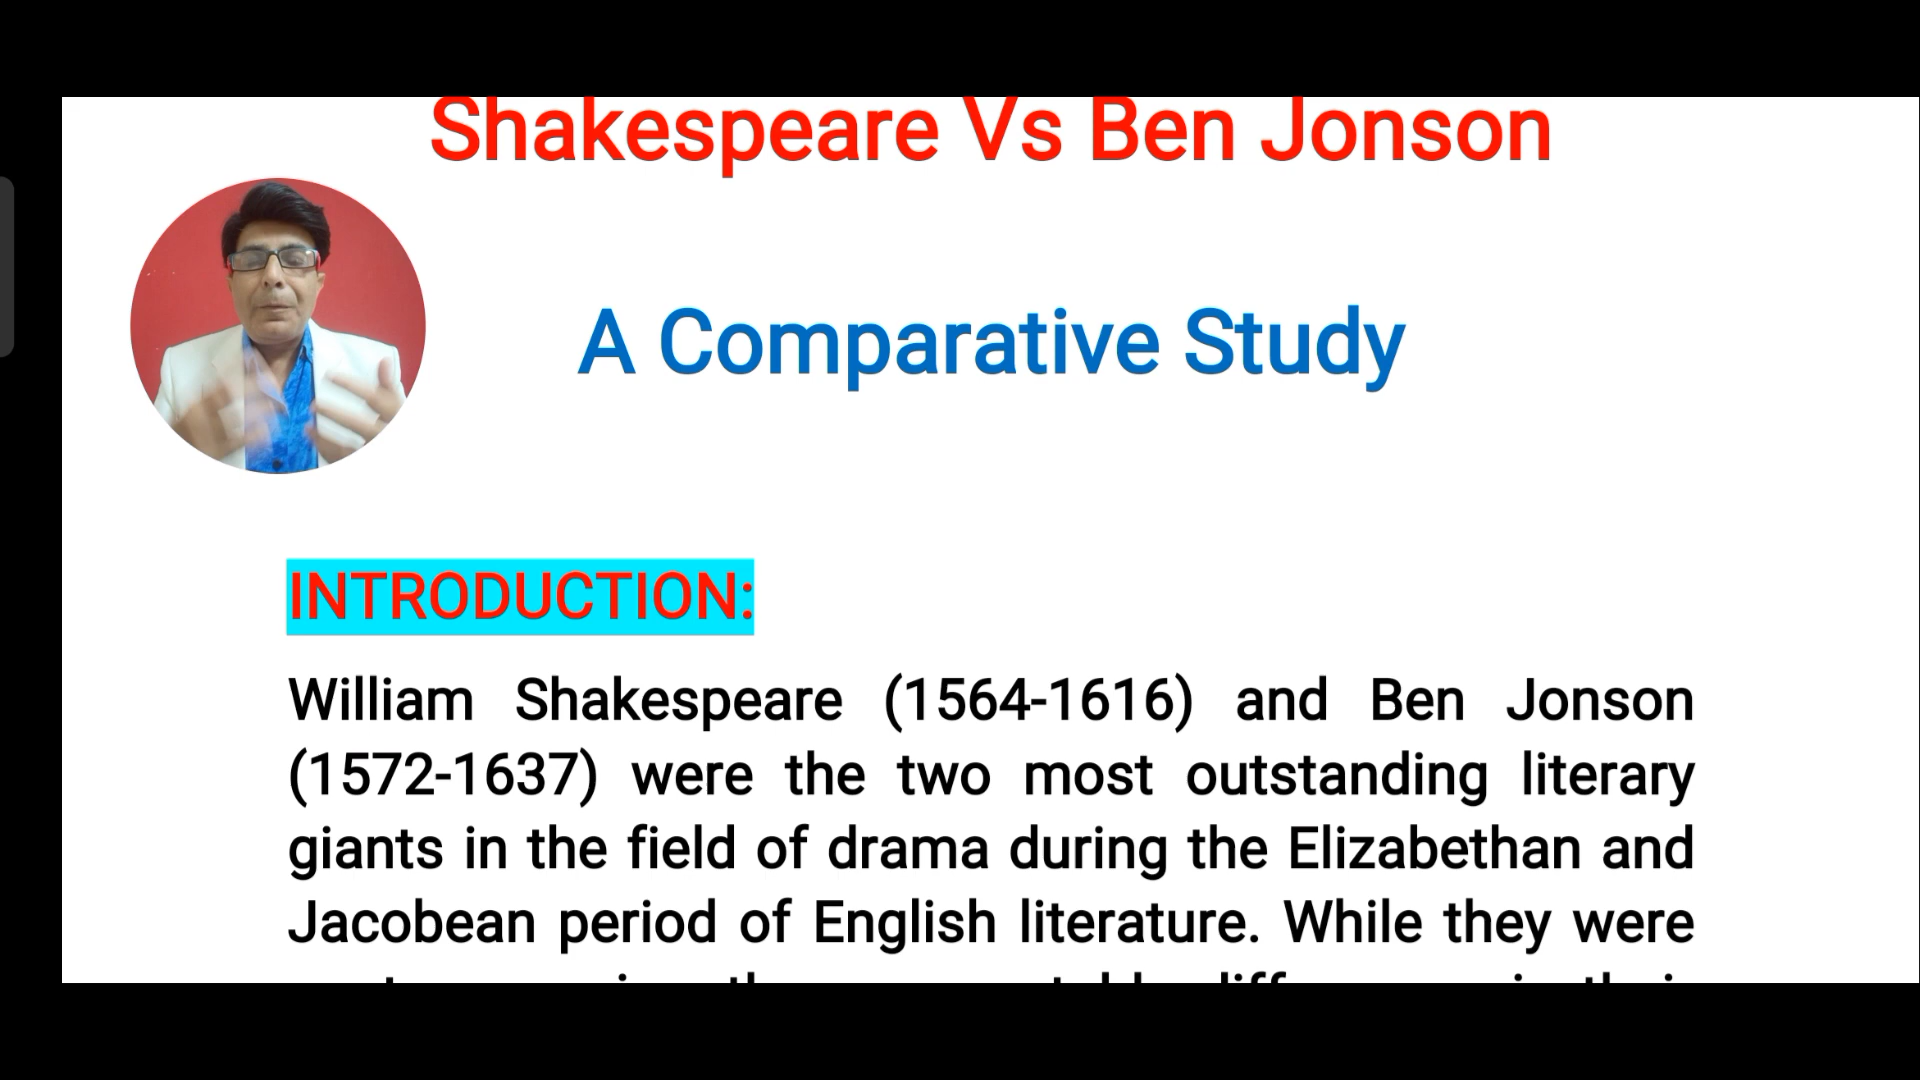 Shakespeare Vs Ben Jonson
A Comparative Study
INTRODUCTION:
William Shakespeare (1564-1616) and Ben Jonson
(1572-1637) were the two most outstanding literary
giants in the field of drama during the Elizabethan and
Jacobean period of English literature. While they were